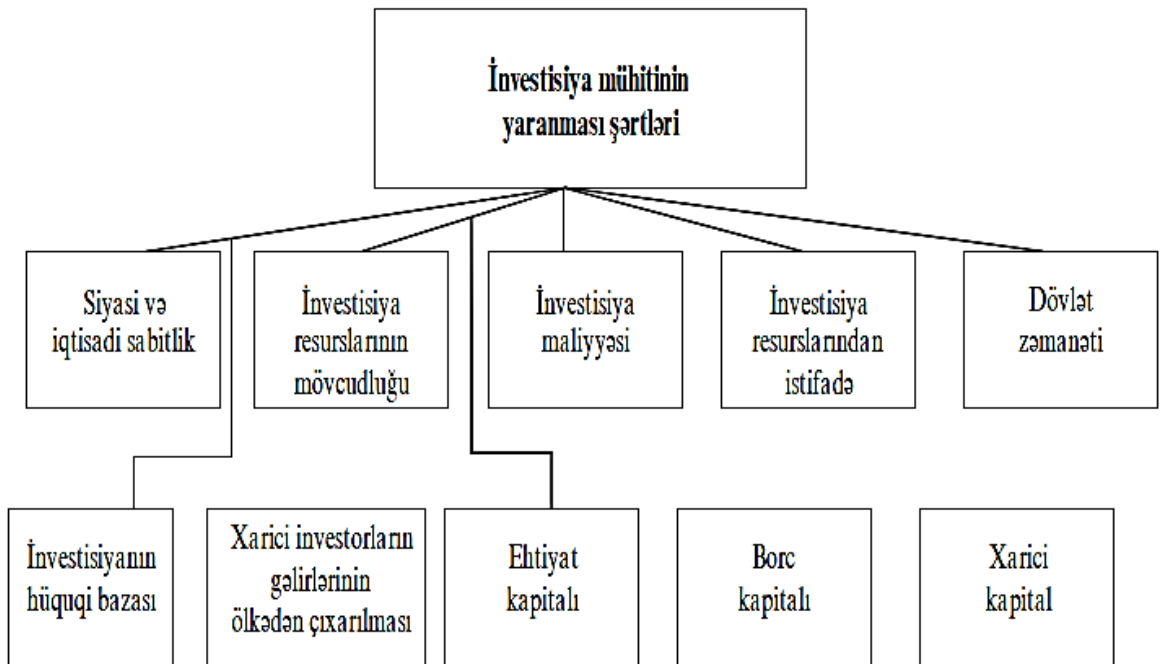 İnvestisiya mühitinin
yaranması şərtləri
Siyasi və
iqtisadi sabitlik
İnvestisiya
resurslarının
mövcudluğu
İnvestisiya
maliyyəsi
İnvestisiya
resurslarından
istifadə
Dövlət
zəmanəti
İnvestisiyanın
hüquqi bazası
Xarici investorların
gəlirlərinin
ölkədən çıxarılması
Ehtiyat
kapitalı
Borc
kapitalı
Xarici
kapital